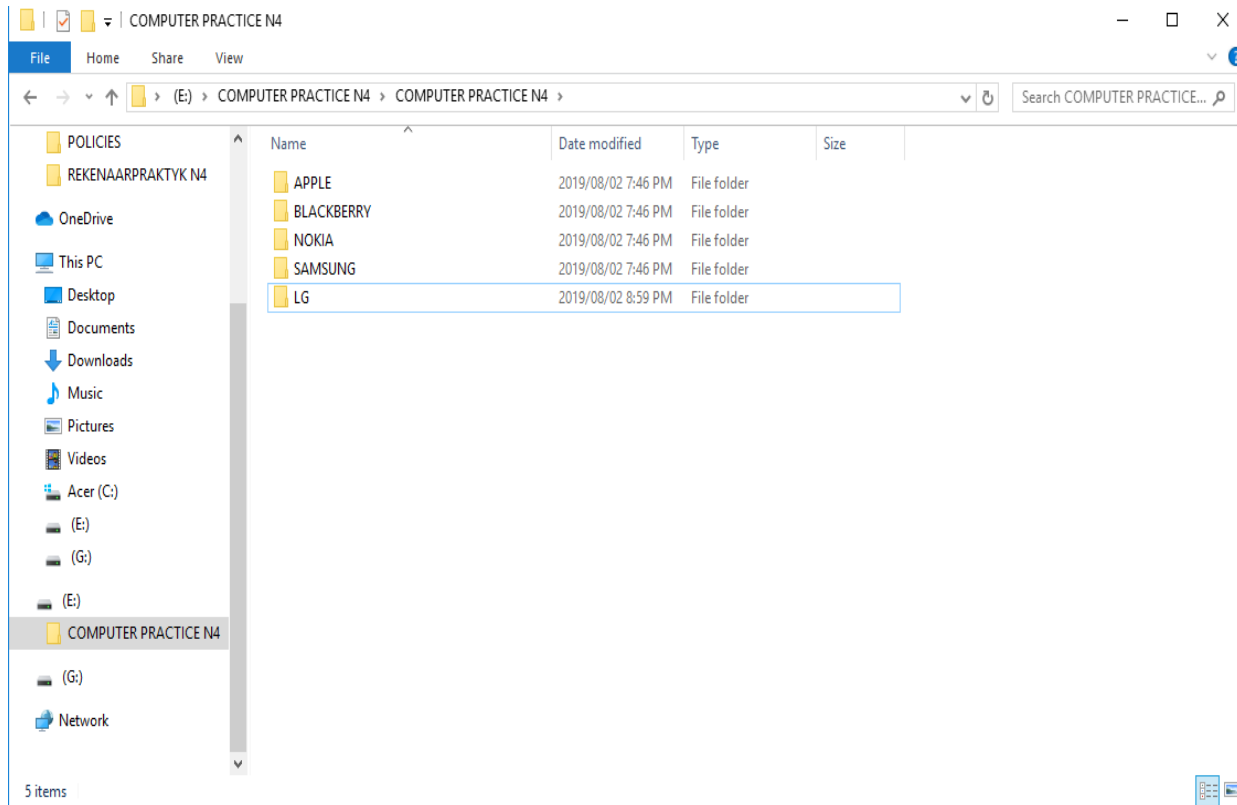 COMPUTER PRACTICE N4
File Home Share View
(E:) > COMPUTER PRACTICE N4 > COMPUTER PRACTICE N4 >
Search COMPUTER PRACTICE...
POLICIES
REKENAARPRAKTYK N4
OneDrive
This PC
Desktop
Documents
Downloads
Music
Pictures
Videos
Acer (C:)
(E:)
(G:)
(E:)
COMPUTER PRACTICE N4
(G:)
Network
Name Date modified Type Size
APPLE 2019/08/02 7:46 PM File folder
BLACKBERRY 2019/08/02 7:46 PM File folder
NOKIA 2019/08/02 7:46 PM File folder
SAMSUNG 2019/08/02 7:46 PM File folder
LG 2019/08/02 8:59 PM File folder
5 items